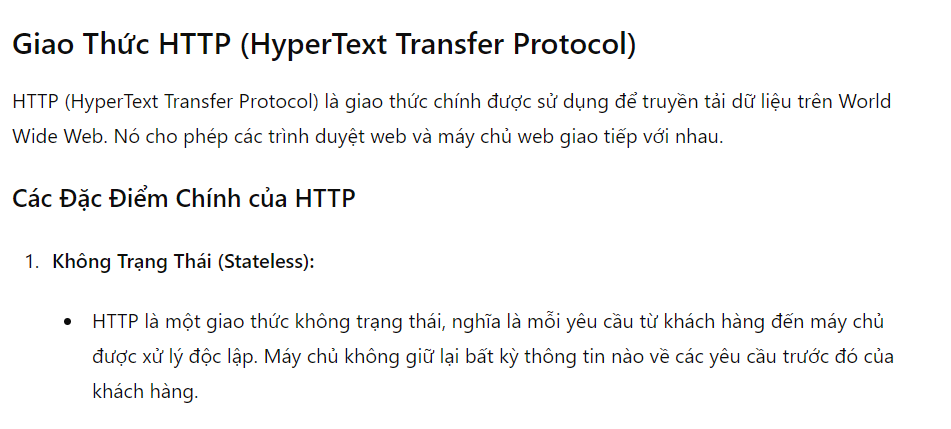 Giao Thức HTTP (HyperText Transfer Protocol)
HTTP (HyperText Transfer Protocol) là giao thức chính được sử dụng để truyền tải dữ liệu trên World
Wide Web. Nó cho phép các trình duyệt web và máy chủ web giao tiếp với nhau.
Các Đặc Điểm Chính của HTTP
1. Không Trạng Thái (Stateless):
• HTTP là một giao thức không trạng thái, nghĩa là mỗi yêu cầu từ khách hàng đến máy chủ
được xử lý độc lập. Máy chủ không giữ lại bất kỳ thông tin nào về các yêu cầu trước đó của
khách hàng.